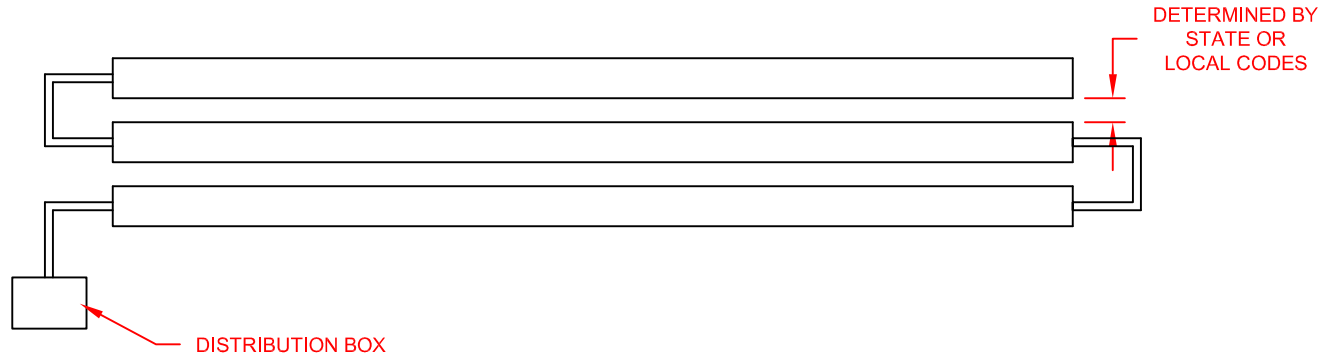 DETERMINED BY
STATE OR
LOCAL CODES
DISTRIBUTION BOX